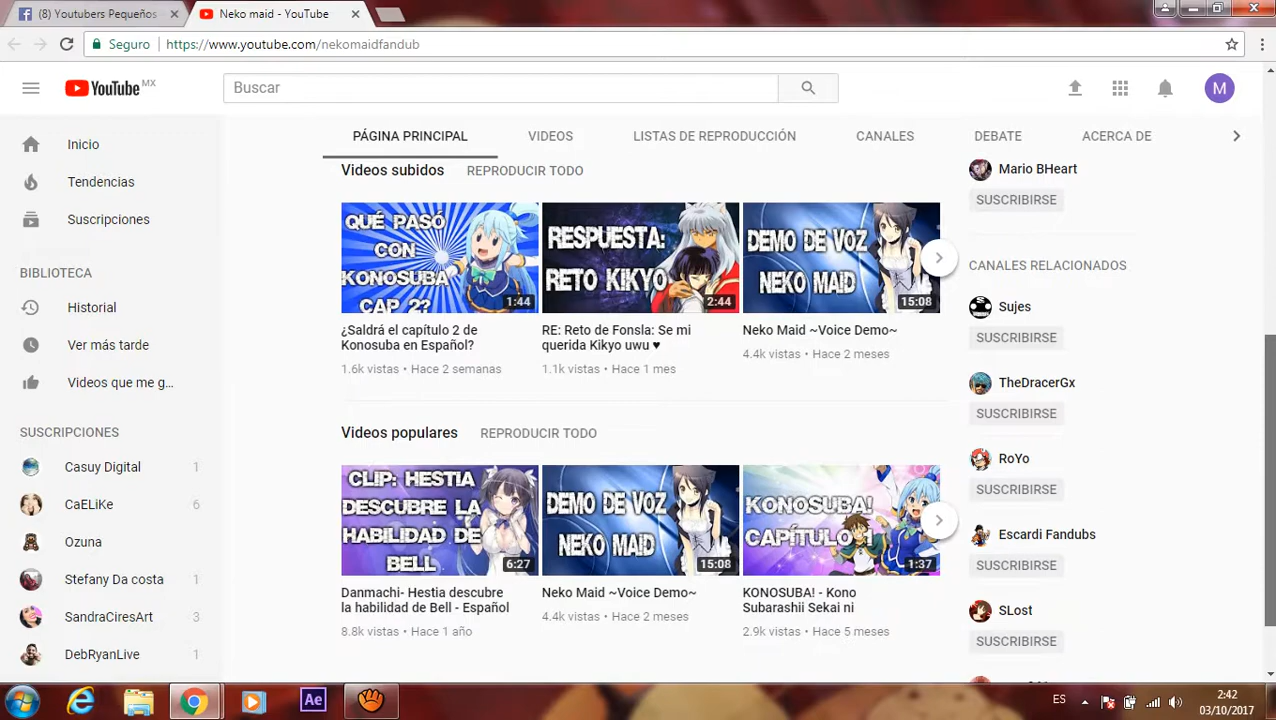 (8) Youtubers Pequeños
Neko maid - YouTube
Seguro https://www.youtube.com/nekomaidfandub
YouTube MX
Buscar
M
PÁGINA PRINCIPAL VIDEOS LISTAS DE REPRODUCCIÓN CANALES DEBATE ACERCA DE
Inicio
Tendencias
Suscripciones
BIBLIOTECA
Historial
Ver más tarde
Videos que me g...
SUSCRIPCIONES
Casuy Digital 1
CaELiKe 6
Ozuna
Stefany Da costa 1
SandraCiresArt 3
DebRyanLive 1
Videos subidos REPRODUCIR TODO
QUÉ PASÓ
CON
KONOSUBA
CAP 2?
1:44
¿Saldrá el capítulo 2 de
Konosuba en Español?
1.6k vistas • Hace 2 semanas
RESPUESTA:
RETO KIKYO
2:44
RE: Reto de Fonsla: Se mi
querida Kikyo uwu ♥
1.1k vistas • Hace 1 mes
DEMO DE VOZ
NEKO MAID
15:08
Neko Maid ~Voice Demo~
4.4k vistas • Hace 2 meses
Videos populares REPRODUCIR TODO
CLIP: HESTIA
DESCUBRE LA
HABILIDAD DE
BELL
6:27
Danmachi- Hestia descubre
la habilidad de Bell - Español
8.8k vistas • Hace 1 año
DEMO DE VOZ
NEKO MAID
15:08
Neko Maid ~Voice Demo~
4.4k vistas • Hace 2 meses
KONOSUBA!
CAPÍTULO 1
1:37
KONOSUBA! - Kono
Subarashii Sekai ni
2.9k vistas • Hace 5 meses
Mario BHeart
SUSCRIBIRSE
CANALES RELACIONADOS
Sujes
SUSCRIBIRSE
TheDracerGx
SUSCRIBIRSE
RoYo
SUSCRIBIRSE
Escardi Fandubs
SUSCRIBIRSE
SLost
SUSCRIBIRSE
Ae
ES
2:42
03/10/2017